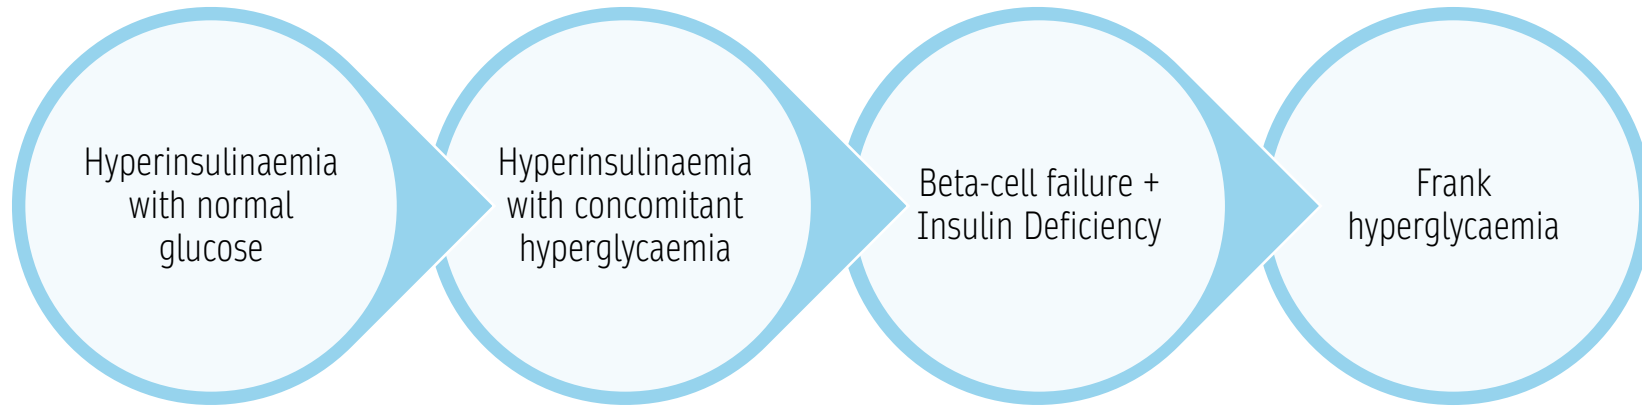 Hyperinsulinaemia
with normal
glucose
Hyperinsulinaemia
with concomitant
hyperglycaemia
Beta-cell failure +
Insulin Deficiency
Frank
hyperglycaemia